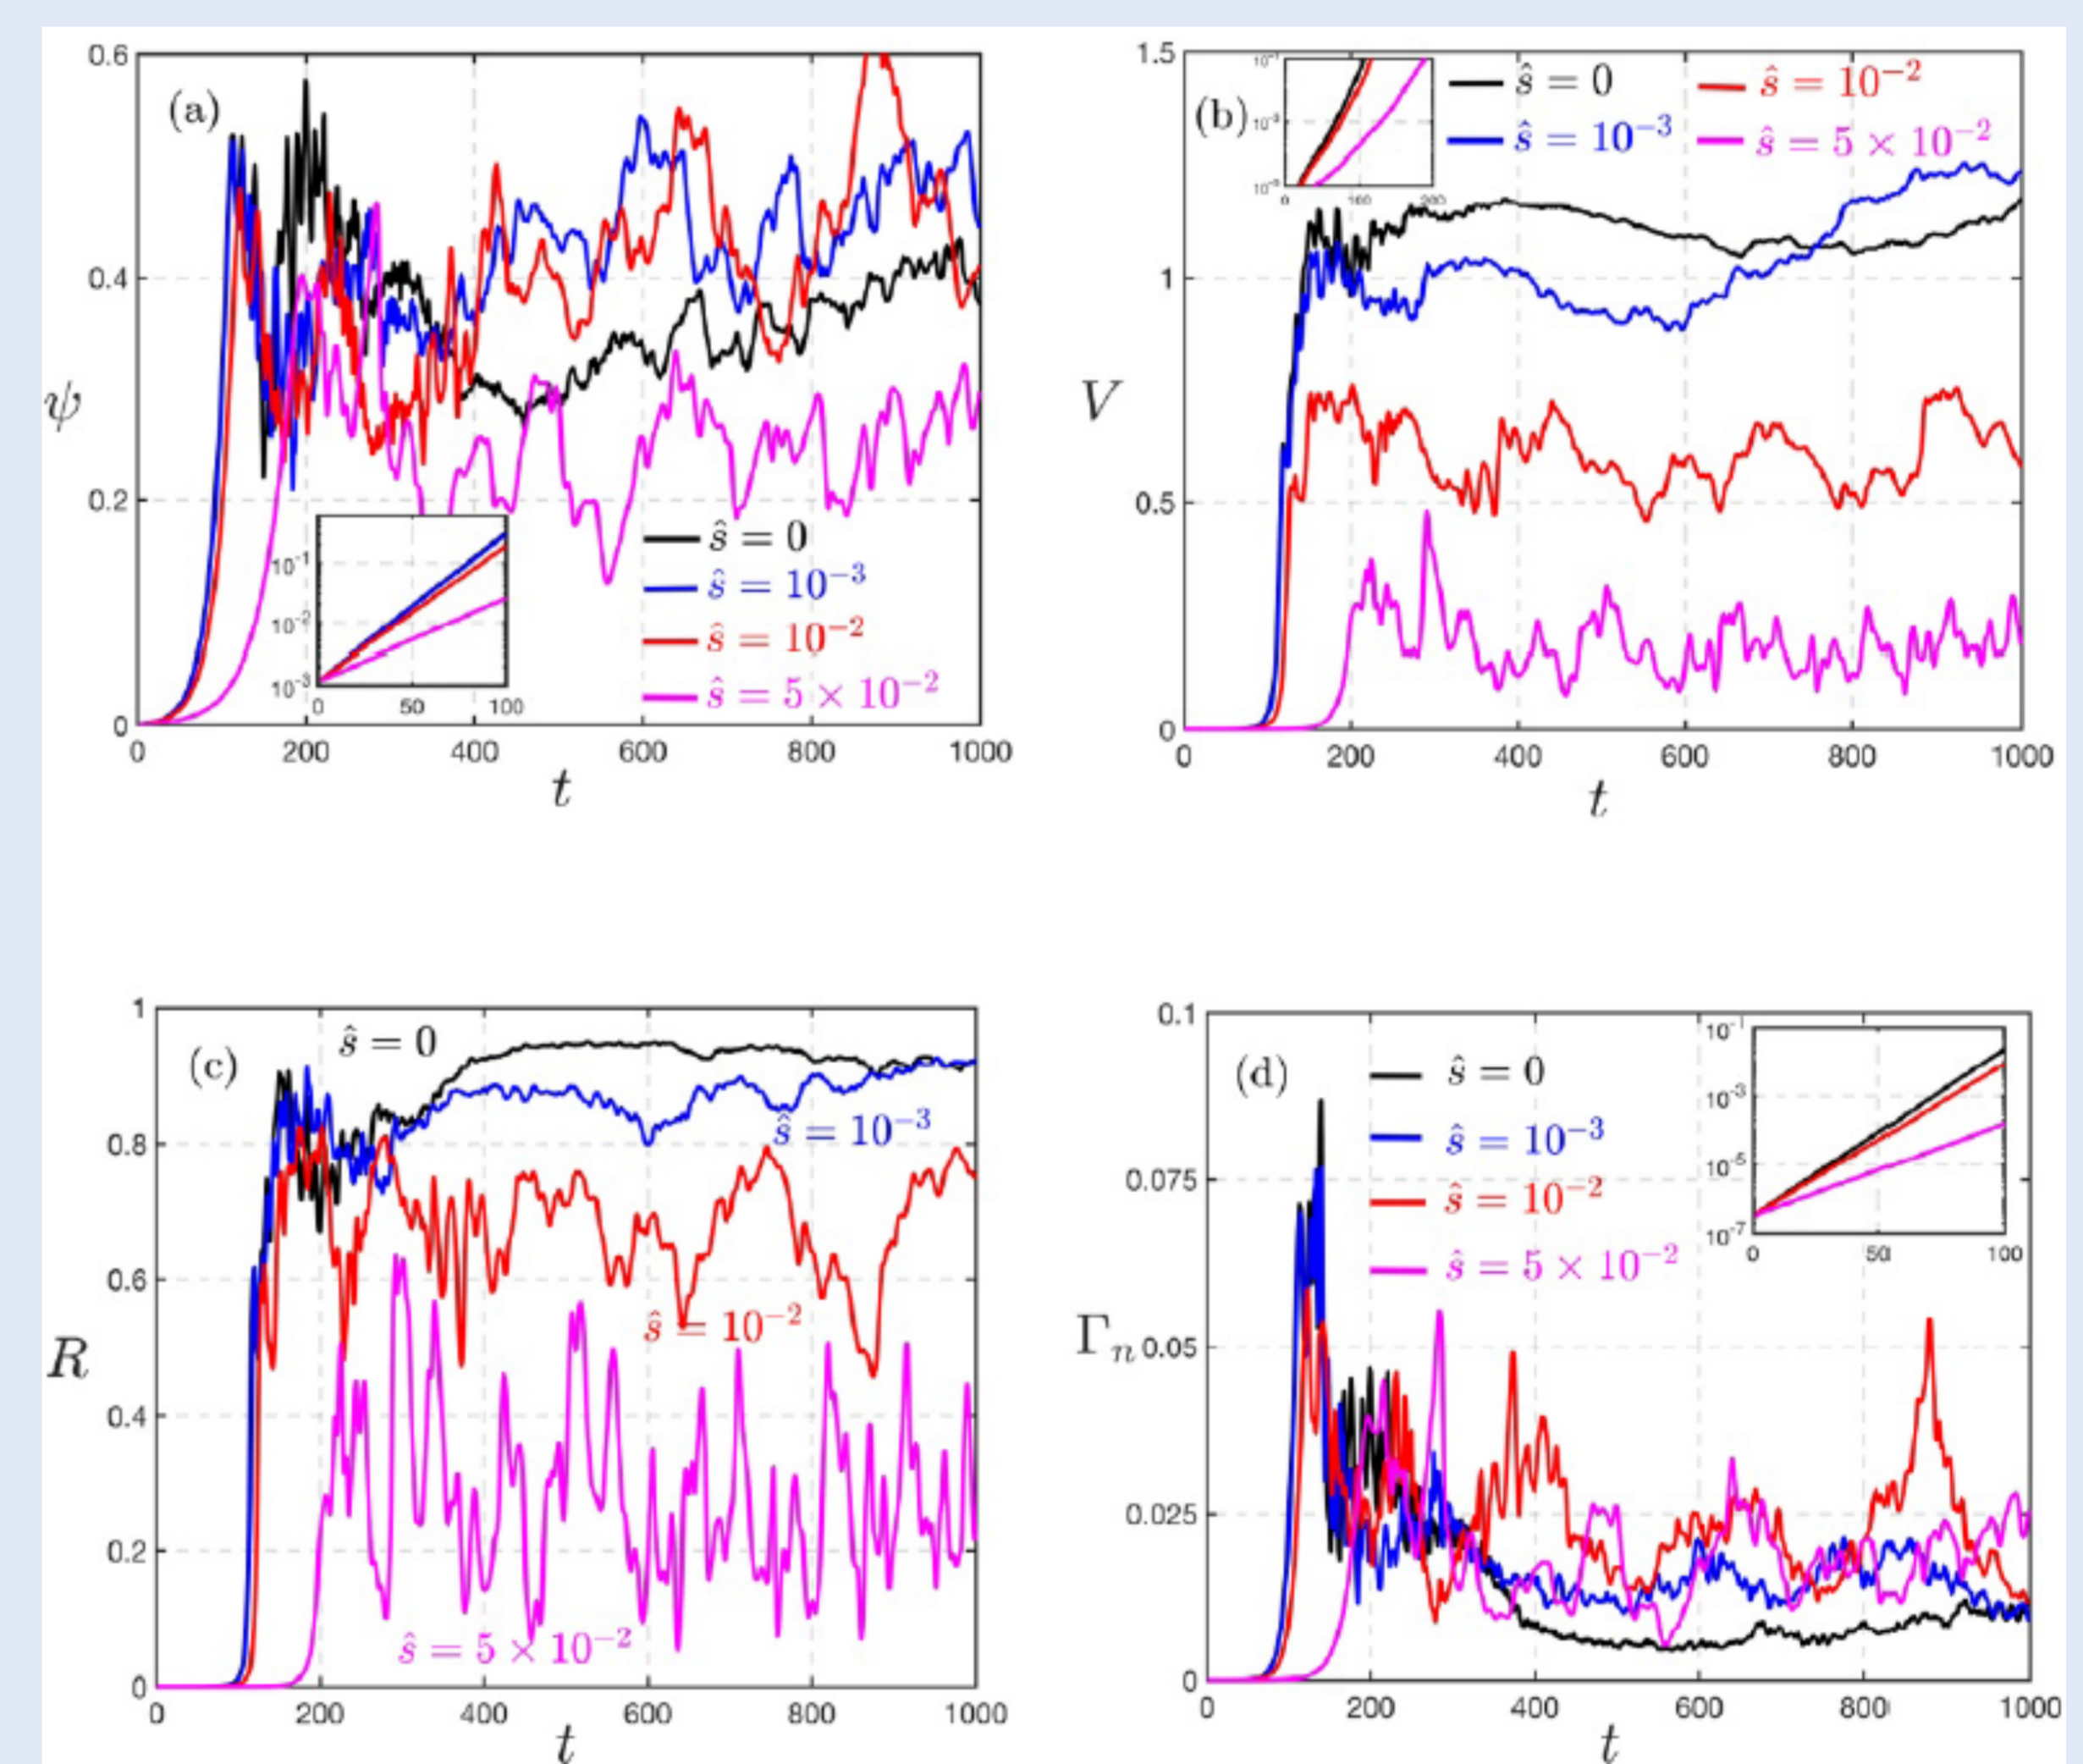 (a)
0.6
0.4
0.2
0
ψ
0 200 400 600 800 1000
t
ŝ = 0
ŝ = 10⁻³
ŝ = 10⁻²
ŝ = 5 × 10⁻²
10⁻¹
10⁻²
10⁻³
0 50 100
(b)
1.5
1
0.5
0
V
0 200 400 600 800 1000
t
ŝ = 0
ŝ = 10⁻²
ŝ = 10⁻³
ŝ = 5 × 10⁻²
10⁻¹
0 100 200
(c)
1
0.8
0.6
0.4
0.2
0
R
ŝ = 0
ŝ = 10⁻³
ŝ = 10⁻²
ŝ = 5 × 10⁻²
0 200 400 600 800 1000
t
(d)
0.1
0.075
0.05
0.025
0
Γₙ
ŝ = 0
ŝ = 10⁻³
ŝ = 10⁻²
ŝ = 5 × 10⁻²
10⁻¹
10⁻³
10⁻⁵
10⁻⁷
0 50 100
0 200 400 600 800 1000
t